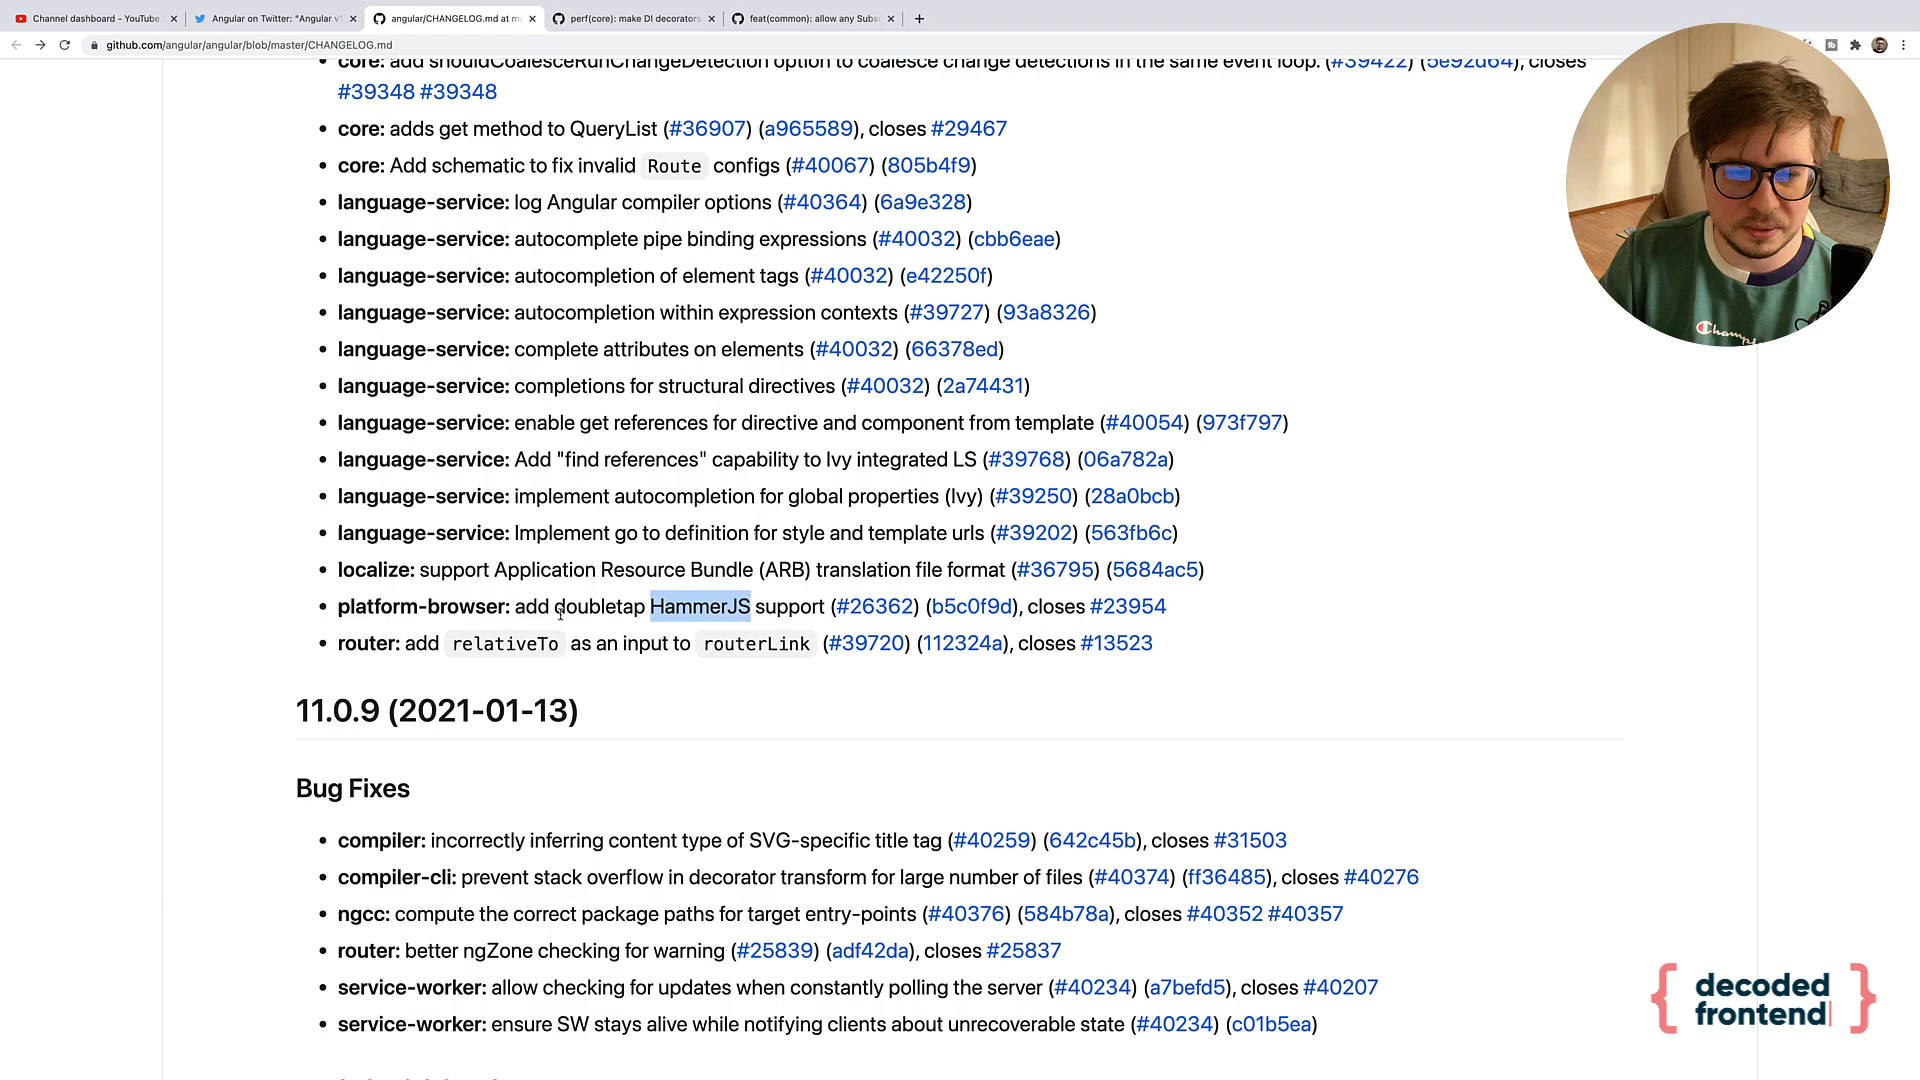 Channel dashboard - YouTube
Angular on Twitter: "Angular v
angular/CHANGELOG.md at m
perf(core): make DI decorators
feat(common): allow any Subs
github.com/angular/angular/blob/master/CHANGELOG.md
core: add shouldCoalesceRunChangeDetection option to coalesce change detections in the same event loop. (#39422) (5e92d64), closes
#39348 #39348
core: adds get method to QueryList (#36907) (a965589), closes #29467
core: Add schematic to fix invalid Route configs (#40067) (805b4f9)
language-service: log Angular compiler options (#40364) (6a9e328)
language-service: autocomplete pipe binding expressions (#40032) (cbb6eae)
language-service: autocompletion of element tags (#40032) (e42250f)
language-service: autocompletion within expression contexts (#39727) (93a8326)
language-service: complete attributes on elements (#40032) (66378ed)
language-service: completions for structural directives (#40032) (2a74431)
language-service: enable get references for directive and component from template (#40054) (973f797)
language-service: Add "find references" capability to Ivy integrated LS (#39768) (06a782a)
language-service: implement autocompletion for global properties (Ivy) (#39250) (28a0bcb)
language-service: Implement go to definition for style and template urls (#39202) (563fb6c)
localize: support Application Resource Bundle (ARB) translation file format (#36795) (5684ac5)
platform-browser: add doubletap HammerJS support (#26362) (b5c0f9d), closes #23954
router: add relativeTo as an input to routerLink (#39720) (112324a), closes #13523
11.0.9 (2021-01-13)
Bug Fixes
compiler: incorrectly inferring content type of SVG-specific title tag (#40259) (642c45b), closes #31503
compiler-cli: prevent stack overflow in decorator transform for large number of files (#40374) (ff36485), closes #40276
ngcc: compute the correct package paths for target entry-points (#40376) (584b78a), closes #40352 #40357
router: better ngZone checking for warning (#25839) (adf42da), closes #25837
service-worker: allow checking for updates when constantly polling the server (#40234) (a7befd5), closes #40207
service-worker: ensure SW stays alive while notifying clients about unrecoverable state (#40234) (c01b5ea)
{ decoded
frontend }